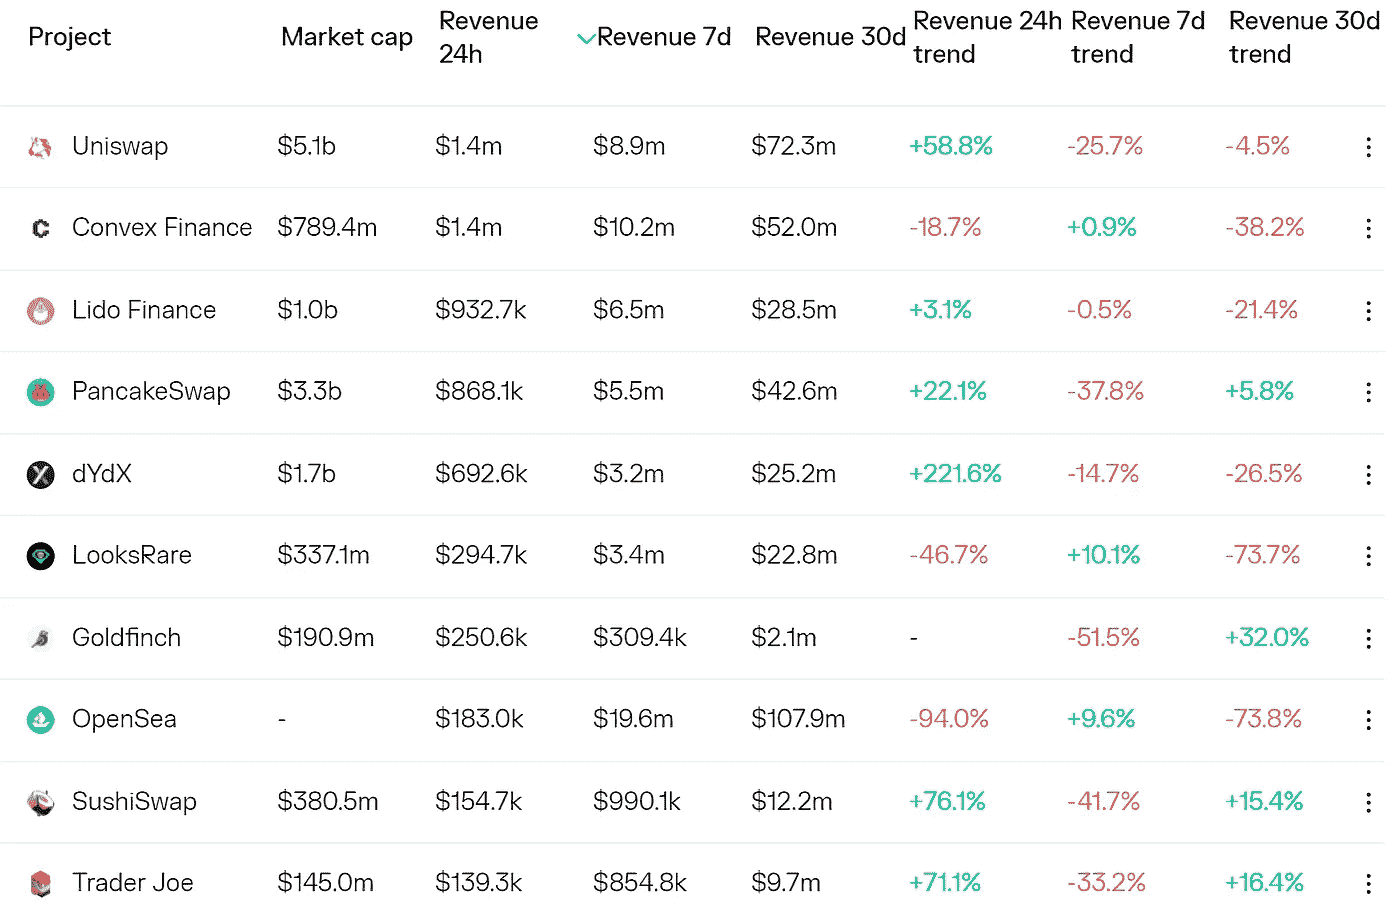 Project Market cap Revenue 24h Revenue 7d Revenue 30d Revenue 24h trend Revenue 7d trend Revenue 30d trend
Uniswap $5.1b $1.4m $8.9m $72.3m +58.8% -25.7% -4.5%
Convex Finance $789.4m $1.4m $10.2m $52.0m -18.7% +0.9% -38.2%
Lido Finance $1.0b $932.7k $6.5m $28.5m +3.1% -0.5% -21.4%
PancakeSwap $3.3b $868.1k $5.5m $42.6m +22.1% -37.8% +5.8%
dYdX $1.7b $692.6k $3.2m $25.2m +221.6% -14.7% -26.5%
LooksRare $337.1m $294.7k $3.4m $22.8m -46.7% +10.1% -73.7%
Goldfinch $190.9m $250.6k $309.4k $2.1m - -51.5% +32.0%
OpenSea - $183.0k $19.6m $107.9m -94.0% +9.6% -73.8%
SushiSwap $380.5m $154.7k $990.1k $12.2m +76.1% -41.7% +15.4%
Trader Joe $145.0m $139.3k $854.8k $9.7m +71.1% -33.2% +16.4%